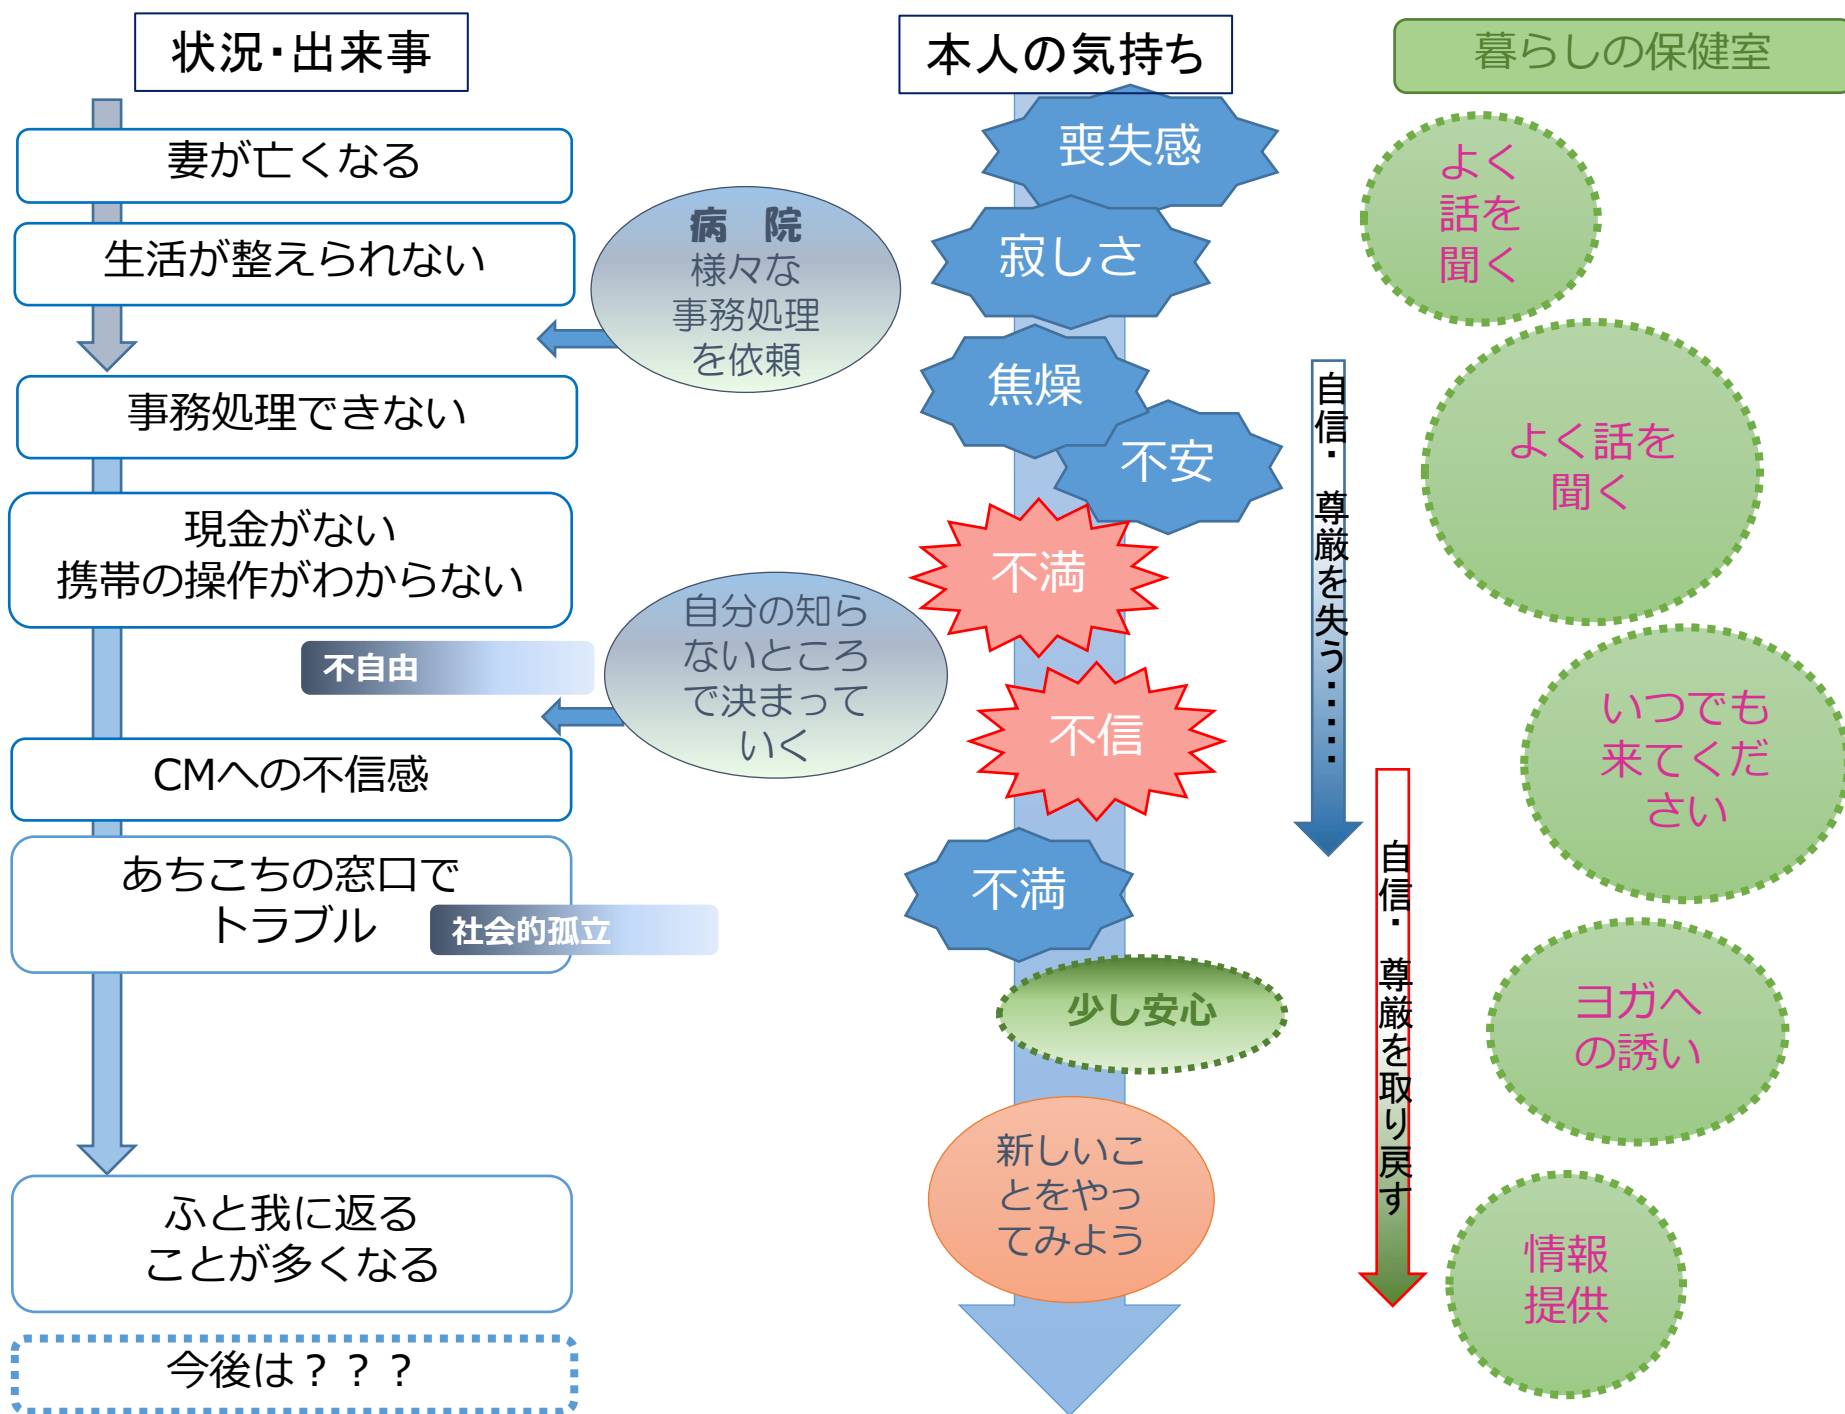 状況・出来事
妻が亡くなる
生活が整えられない
病　院
様々な
事務処理
を依頼
事務処理できない
現金がない
携帯の操作がわからない
不自由
自分の知ら
ないところ
で決まって
いく
CMへの不信感
あちこちの窓口で
トラブル
社会的孤立
ふと我に返る
ことが多くなる
今後は？？？
本人の気持ち
喪失感
寂しさ
焦燥
不安
不満
不信
不満
少し安心
新しいこ
とをやっ
てみよう
自信・尊厳を失う・・・・・
自信・尊厳を取り戻す
暮らしの保健室
よく
話を
聞く
よく話を
聞く
いつでも
来てくだ
さい
ヨガへ
の誘い
情報
提供